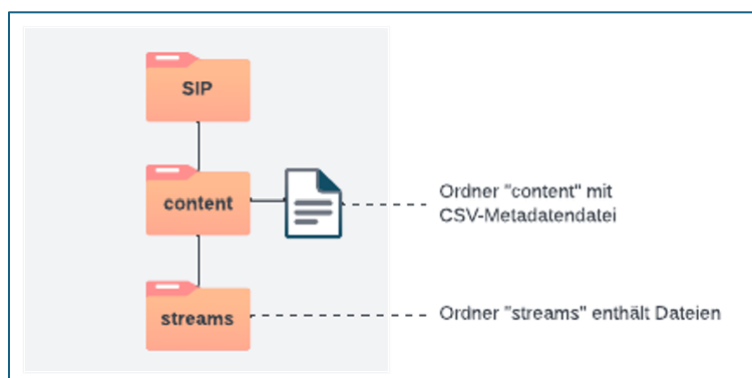 SIP
content
Ordner "content" mit
CSV-Metadatendatei
streams
Ordner "streams" enthält Dateien